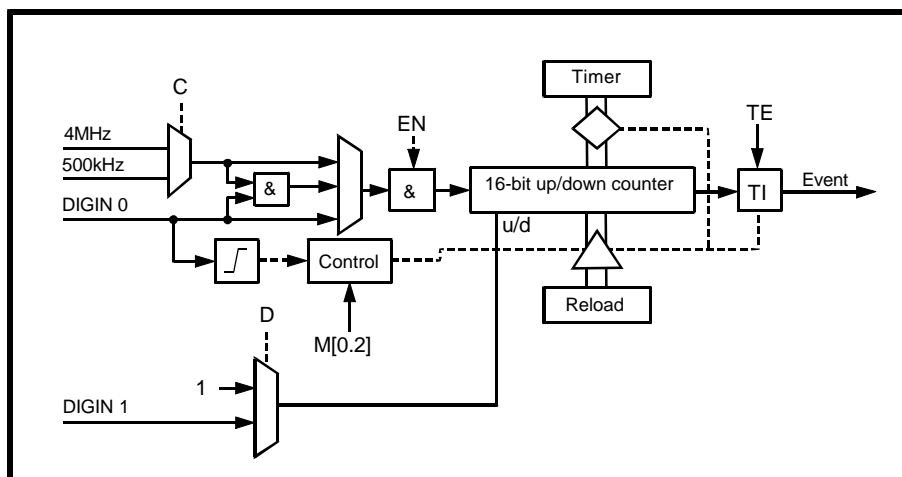 Timer
C
EN
TE
4MHz
500kHz
&
&
16-bit up/down counter
TI
Event
DIGIN 0
u/d
Control
Reload
D
M[0.2]
1
DIGIN 1